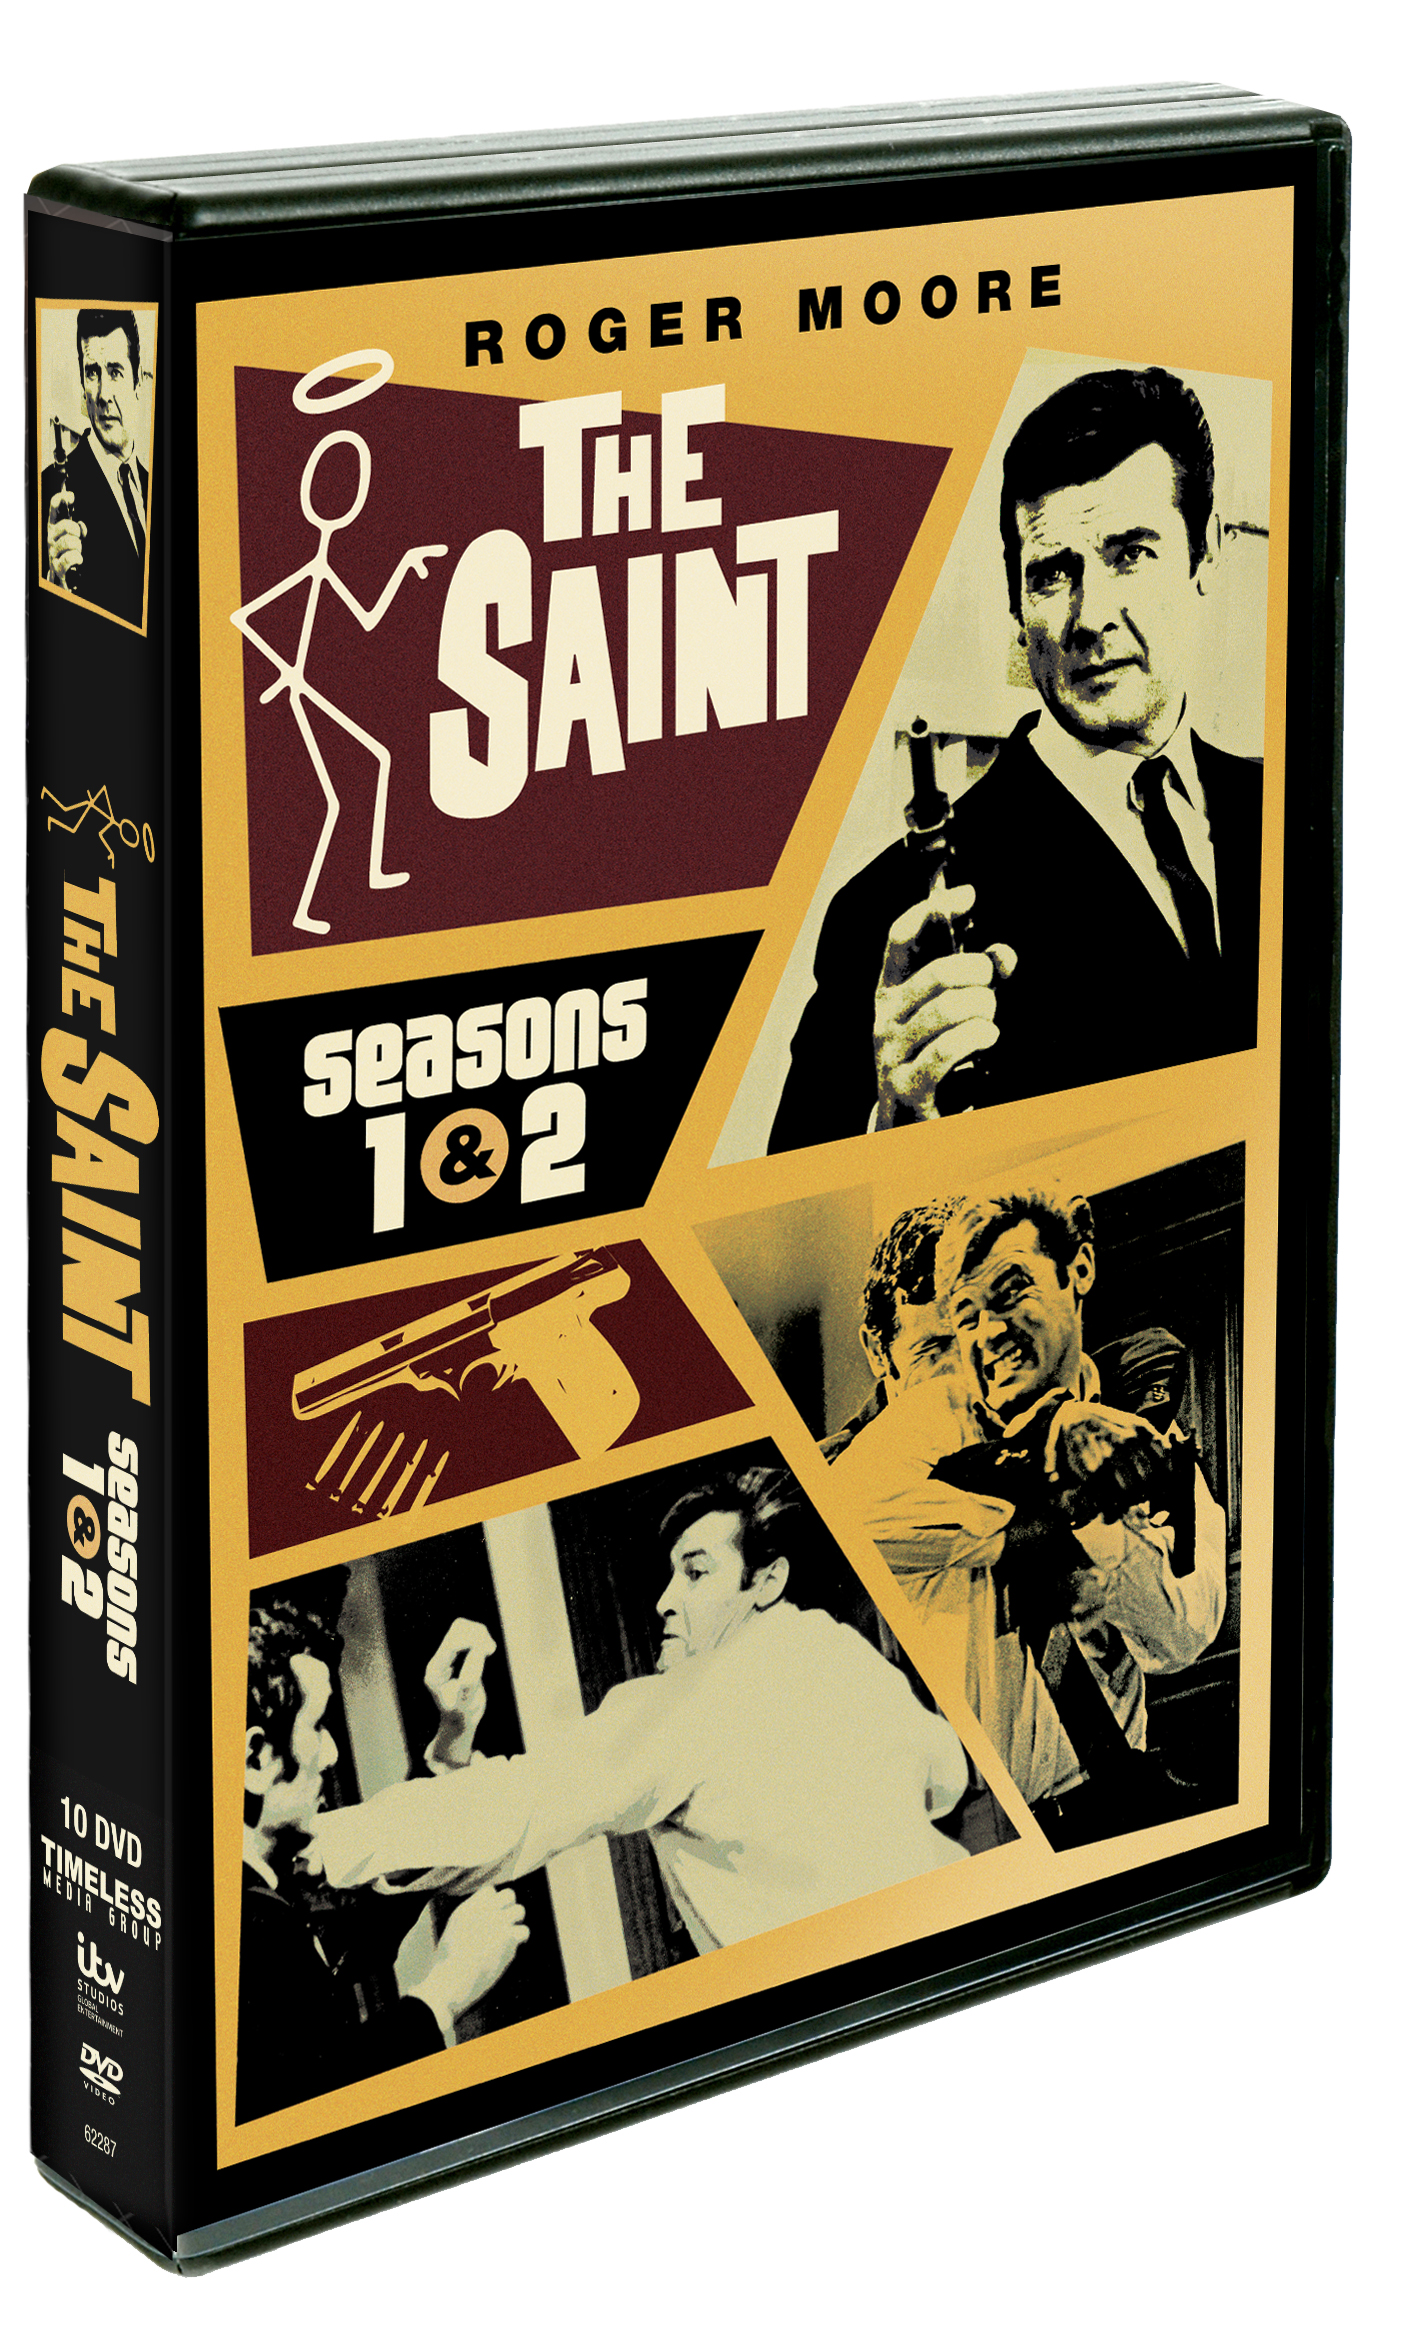 ROGER MOORE
THE
SAINT
seasons
1 & 2
THE SAINT
seasons
1 & 2
10 DVD
TIMELESS
MEDIA GROUP
itv
STUDIOS
GLOBAL
ENTERTAINMENT
DVD
VIDEO
62287